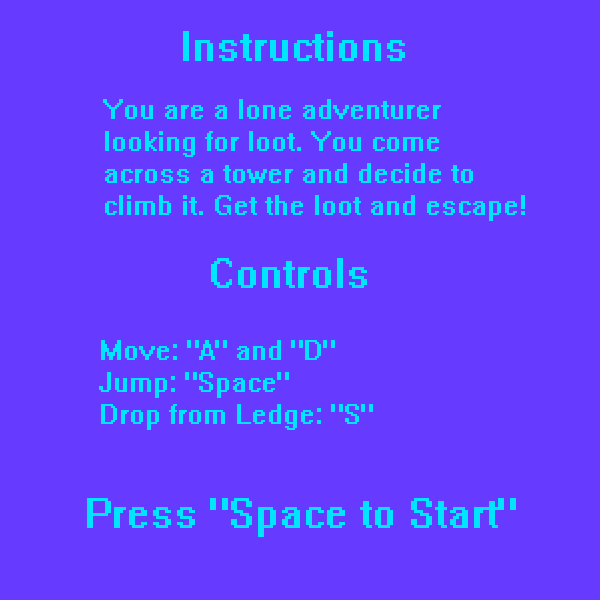 Instructions
You are a lone adventurer
looking for loot. You come
across a tower and decide to
climb it. Get the loot and escape!
Controls
Move: "A" and "D"
Jump: "Space"
Drop from Ledge: "S"
Press "Space to Start"